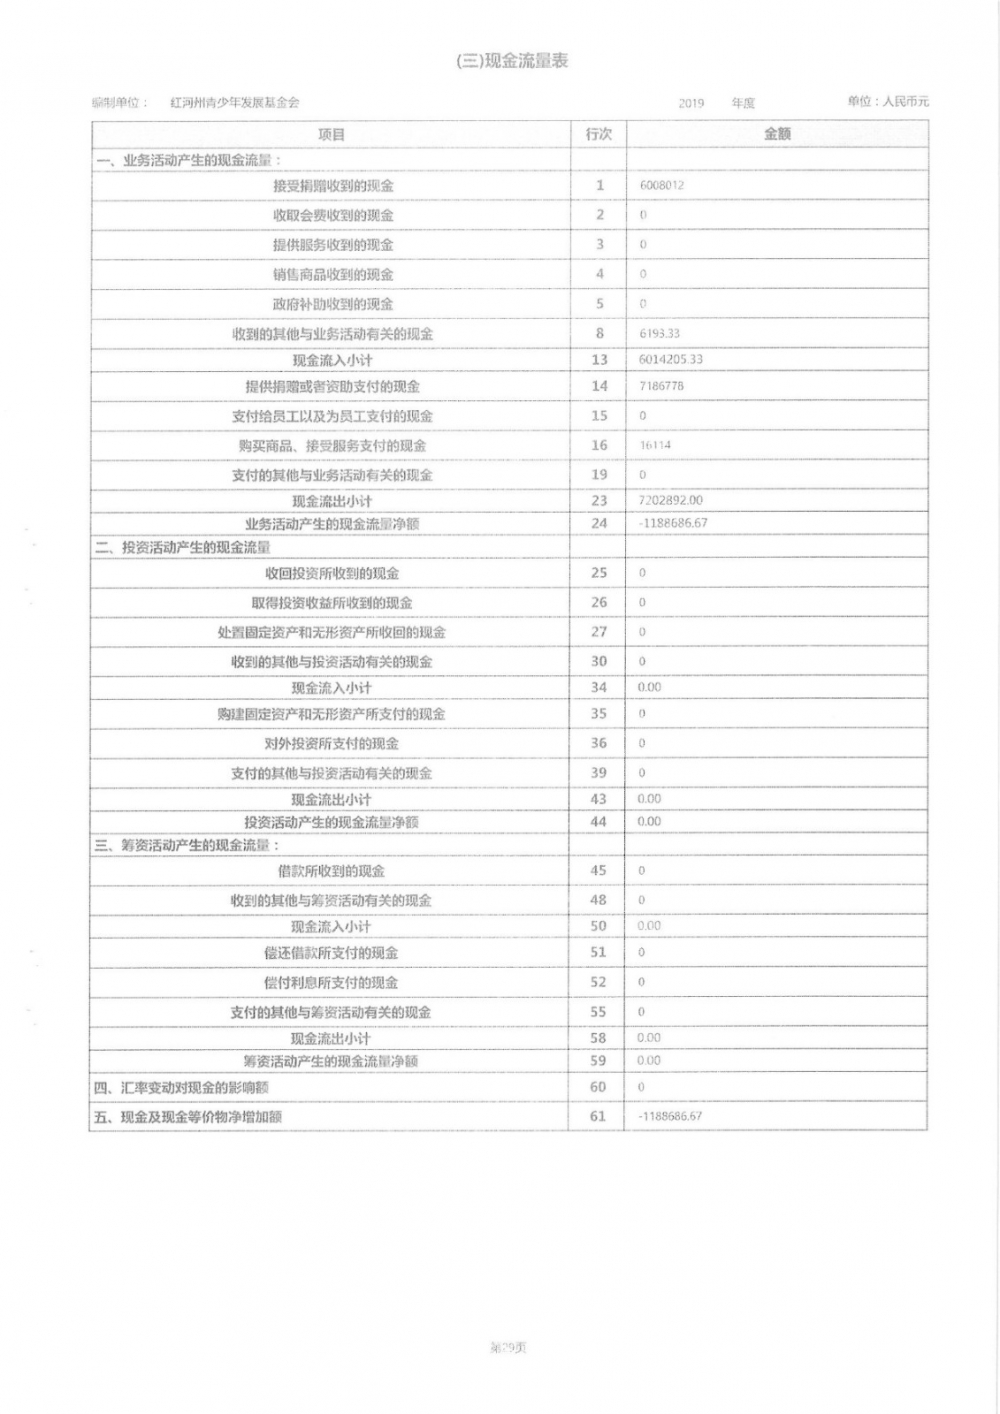 (三)现金流量表
编制单位： 红河州青少年发展基金会 2019 年度 单位：人民币元
项目 行次 金额
一、业务活动产生的现金流量：
接受捐赠收到的现金 1 6008012
收取会费收到的现金 2 0
提供服务收到的现金 3 0
销售商品收到的现金 4 0
政府补助收到的现金 5 0
收到的其他与业务活动有关的现金 8 6193.33
现金流入小计 13 6014205.33
提供捐赠或者资助支付的现金 14 7186778
支付给员工以及为员工支付的现金 15 0
购买商品、接受服务支付的现金 16 16114
支付的其他与业务活动有关的现金 19 0
现金流出小计 23 7202892.00
业务活动产生的现金流量净额 24 -1188686.67
二、投资活动产生的现金流量
收回投资所收到的现金 25 0
取得投资收益所收到的现金 26 0
处置固定资产和无形资产所收回的现金 27 0
收到的其他与投资活动有关的现金 30 0
现金流入小计 34 0.00
购建固定资产和无形资产所支付的现金 35 0
对外投资所支付的现金 36 0
支付的其他与投资活动有关的现金 39 0
现金流出小计 43 0.00
投资活动产生的现金流量净额 44 0.00
三、筹资活动产生的现金流量：
借款所收到的现金 45 0
收到的其他与筹资活动有关的现金 48 0
现金流入小计 50 0.00
偿还借款所支付的现金 51 0
偿付利息所支付的现金 52 0
支付的其他与筹资活动有关的现金 55 0
现金流出小计 58 0.00
筹资活动产生的现金流量净额 59 0.00
四、汇率变动对现金的影响额 60 0
五、现金及现金等价物净增加额 61 -1188686.67
第29页